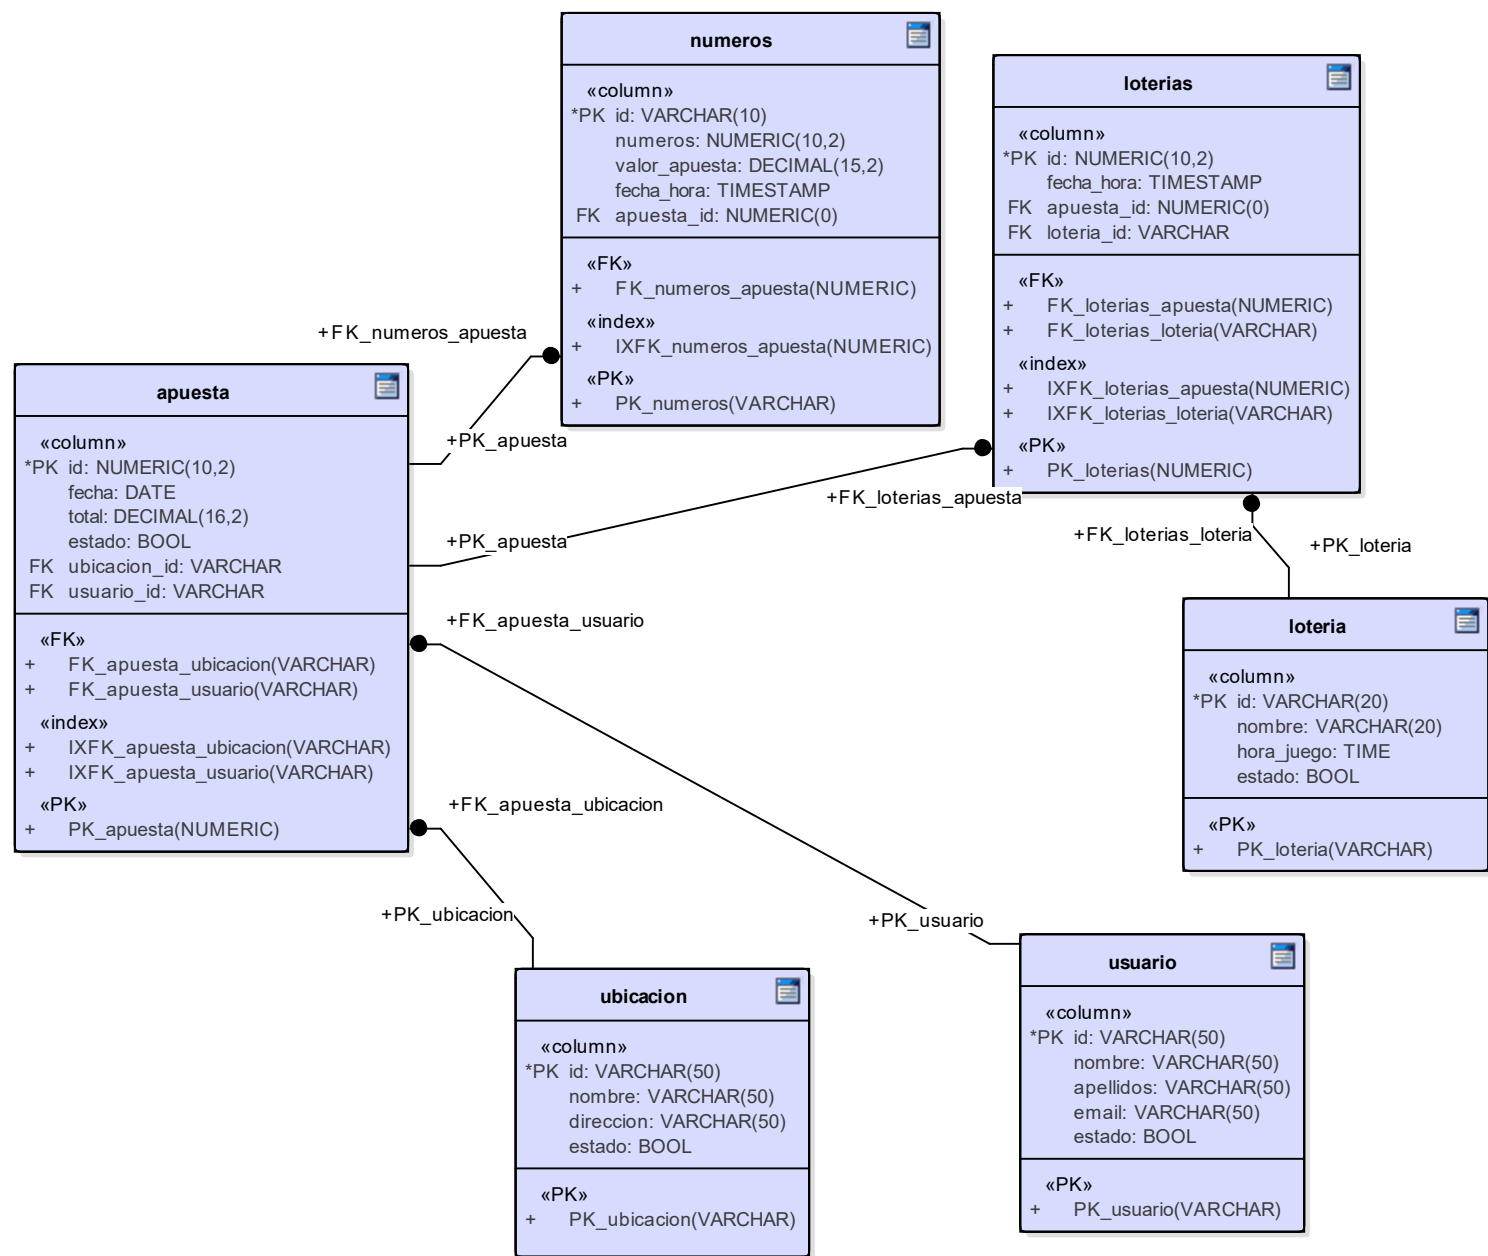 numeros
«column»
*PK id: VARCHAR(10)
numeros: NUMERIC(10,2)
valor_apuesta: DECIMAL(15,2)
fecha_hora: TIMESTAMP
FK apuesta_id: NUMERIC(0)
«FK»
+ FK_numeros_apuesta(NUMERIC)
«index»
+ IXFK_numeros_apuesta(NUMERIC)
«PK»
+ PK_numeros(VARCHAR)
loterias
«column»
*PK id: NUMERIC(10,2)
fecha_hora: TIMESTAMP
FK apuesta_id: NUMERIC(0)
FK loteria_id: VARCHAR
«FK»
+ FK_loterias_apuesta(NUMERIC)
+ FK_loterias_loteria(VARCHAR)
«index»
+ IXFK_loterias_apuesta(NUMERIC)
+ IXFK_loterias_loteria(VARCHAR)
«PK»
+ PK_loterias(NUMERIC)
+FK_numeros_apuesta
+PK_apuesta
+FK_loterias_apuesta
+PK_apuesta
+FK_loterias_loteria
+PK_loteria
apuesta
«column»
*PK id: NUMERIC(10,2)
fecha: DATE
total: DECIMAL(16,2)
estado: BOOL
FK ubicacion_id: VARCHAR
FK usuario_id: VARCHAR
«FK»
+ FK_apuesta_ubicacion(VARCHAR)
+ FK_apuesta_usuario(VARCHAR)
«index»
+ IXFK_apuesta_ubicacion(VARCHAR)
+ IXFK_apuesta_usuario(VARCHAR)
«PK»
+ PK_apuesta(NUMERIC)
+FK_apuesta_usuario
+FK_apuesta_ubicacion
+PK_ubicacion
+PK_usuario
loteria
«column»
*PK id: VARCHAR(20)
nombre: VARCHAR(20)
hora_juego: TIME
estado: BOOL
«PK»
+ PK_loteria(VARCHAR)
ubicacion
«column»
*PK id: VARCHAR(50)
nombre: VARCHAR(50)
direccion: VARCHAR(50)
estado: BOOL
«PK»
+ PK_ubicacion(VARCHAR)
usuario
«column»
*PK id: VARCHAR(50)
nombre: VARCHAR(50)
apellidos: VARCHAR(50)
email: VARCHAR(50)
estado: BOOL
«PK»
+ PK_usuario(VARCHAR)